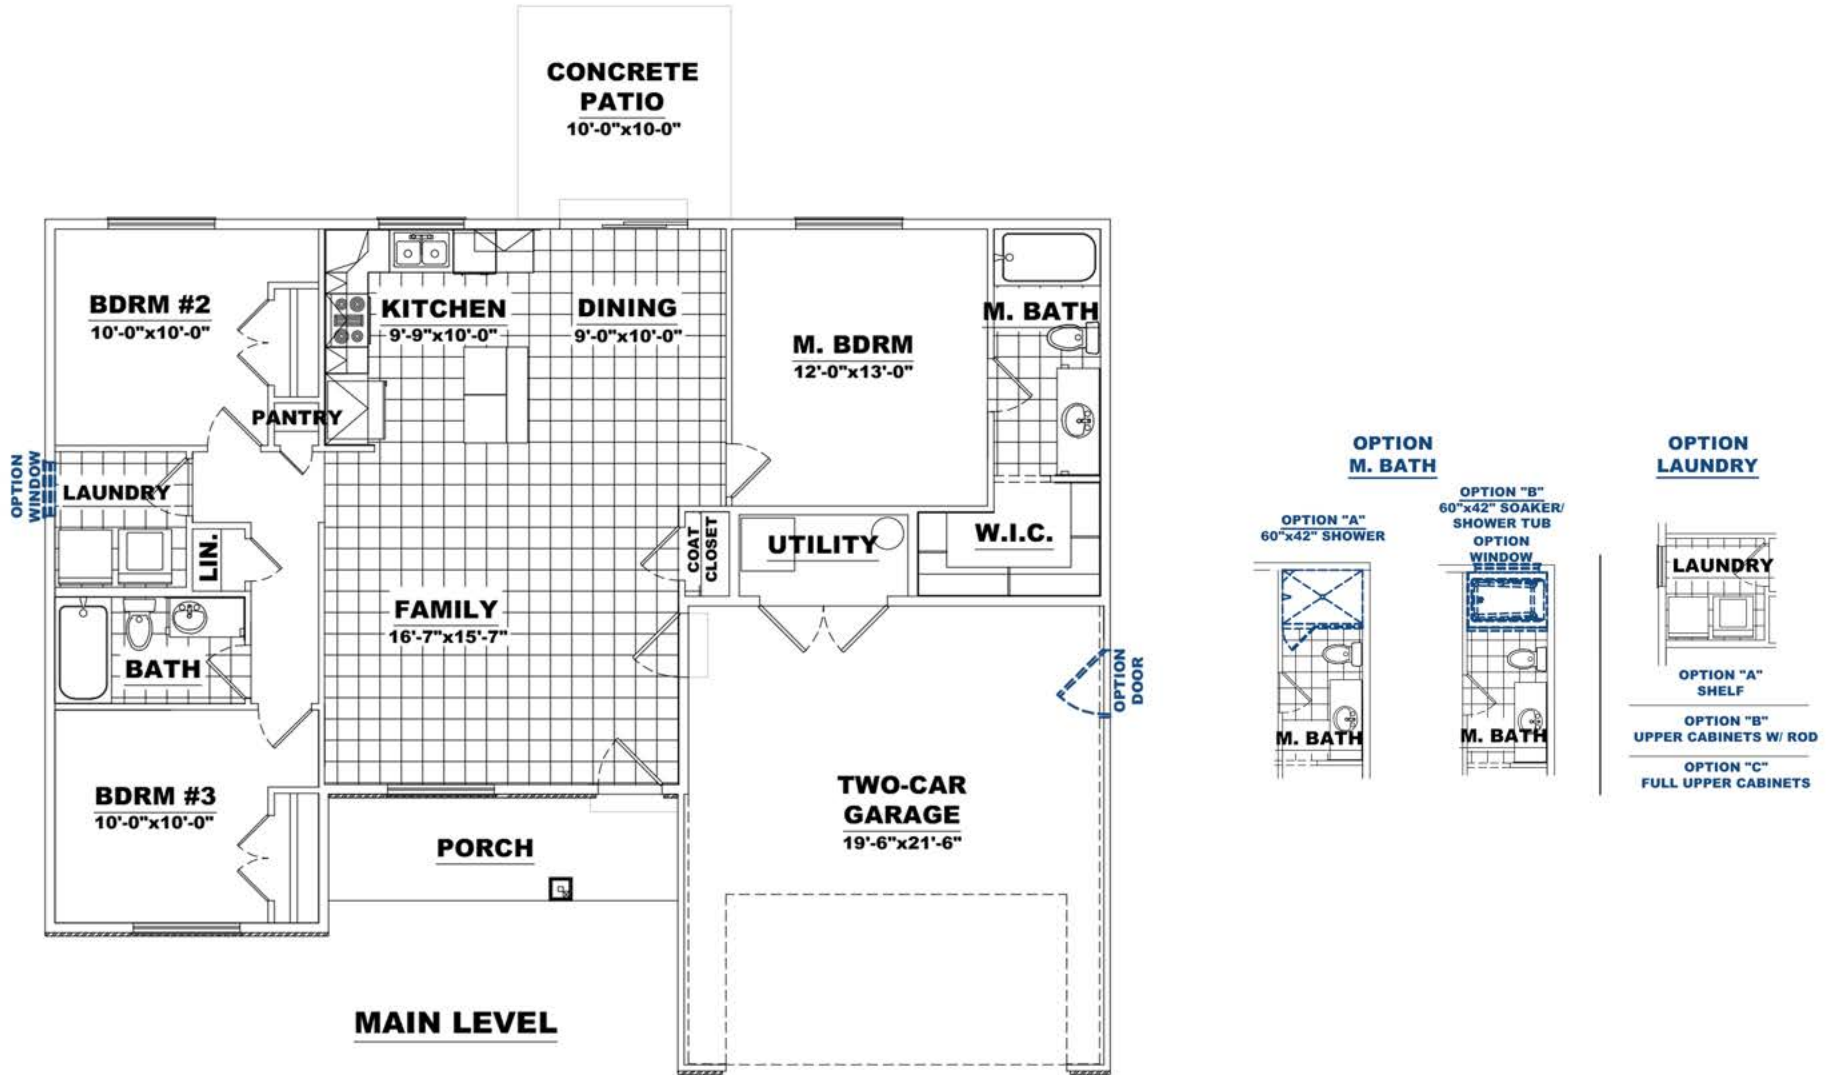 CONCRETE
PATIO
10'-0"x10-0"
BDRM #2
10'-0"x10'-0"
KITCHEN
9'-9"x10'-0"
DINING
9'-0"x10'-0"
M. BDRM
12'-0"x13'-0"
M. BATH
PANTRY
OPTION
WINDOW
LAUNDRY
LIN.
COAT
CLOSET
UTILITY
W.I.C.
FAMILY
16'-7"x15'-7"
BATH
OPTION
DOOR
BDRM #3
10'-0"x10'-0"
PORCH
TWO-CAR
GARAGE
19'-6"x21'-6"
MAIN LEVEL
OPTION
M. BATH
OPTION "A"
60"x42" SHOWER
M. BATH
OPTION "B"
60"x42" SOAKER/
SHOWER TUB
OPTION
WINDOW
M. BATH
OPTION
LAUNDRY
LAUNDRY
OPTION "A"
SHELF
OPTION "B"
UPPER CABINETS W/ ROD
OPTION "C"
FULL UPPER CABINETS